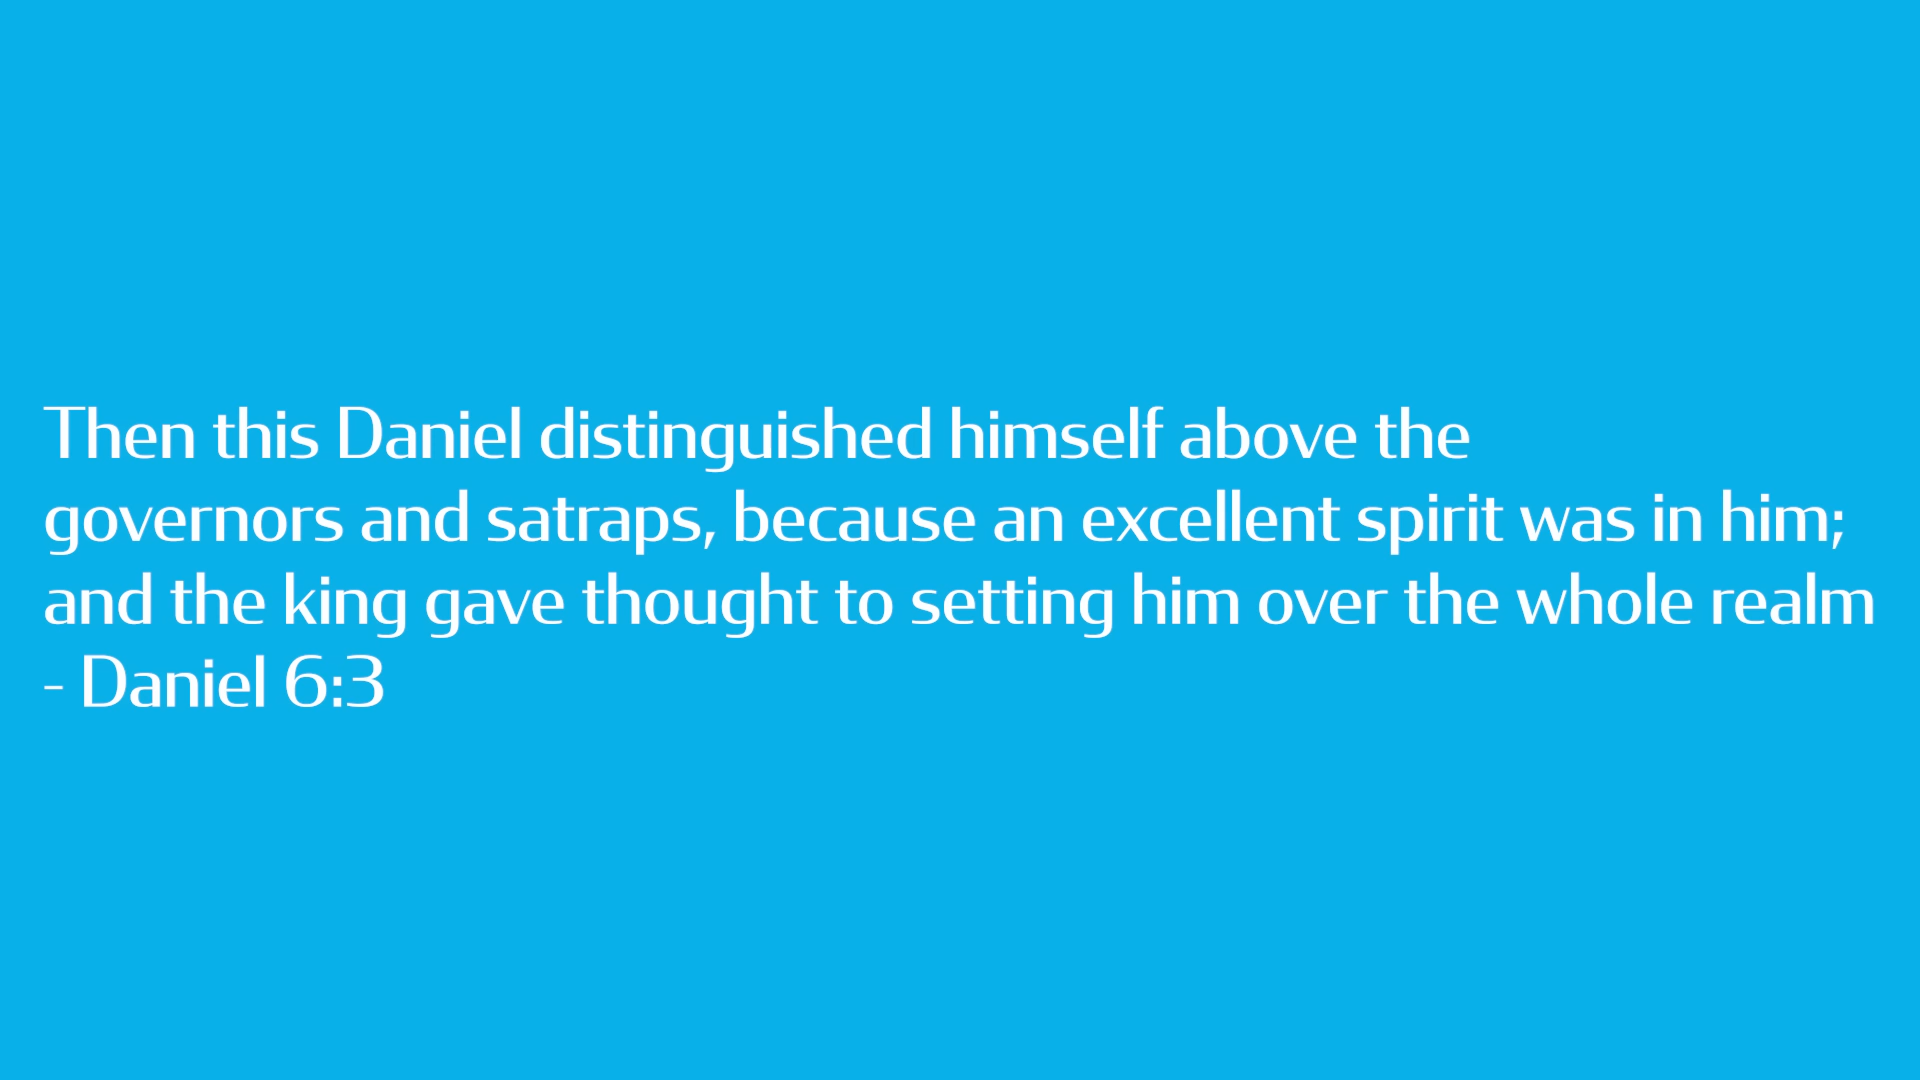 Then this Daniel distinguished himself above the
governors and satraps, because an excellent spirit was in him;
and the king gave thought to setting him over the whole realm
- Daniel 6:3